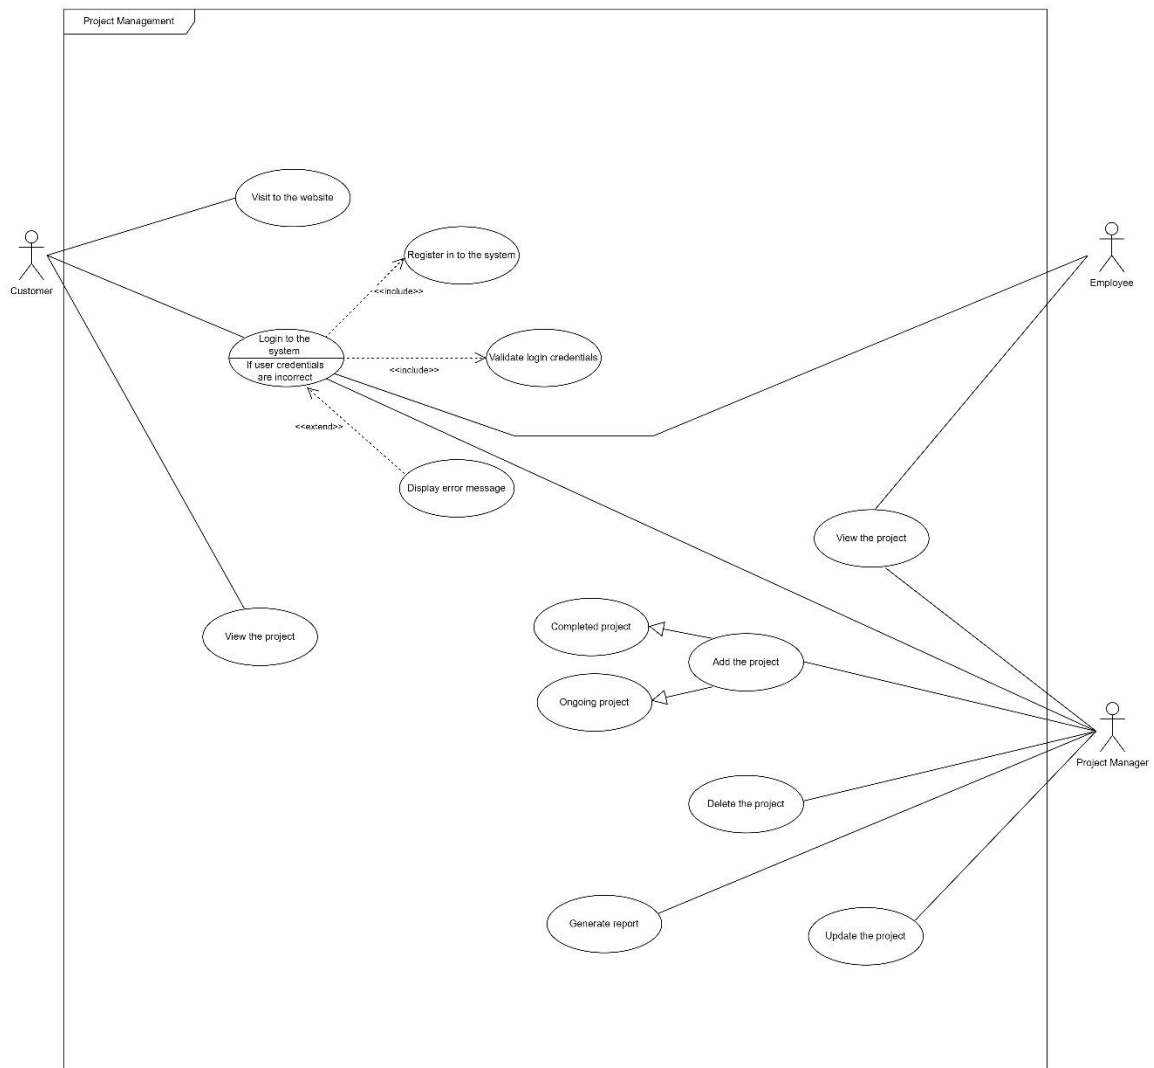 Project Management
Visit to the website
Customer
Register in to the system
Employee
<<include>>
Login to the
system
If user credentials
are incorrect
Validate login credentials
<<include>>
<<extend>>
Display error message
View the project
View the project
Completed project
Add the project
Ongoing project
Project Manager
Delete the project
Generate report
Update the project